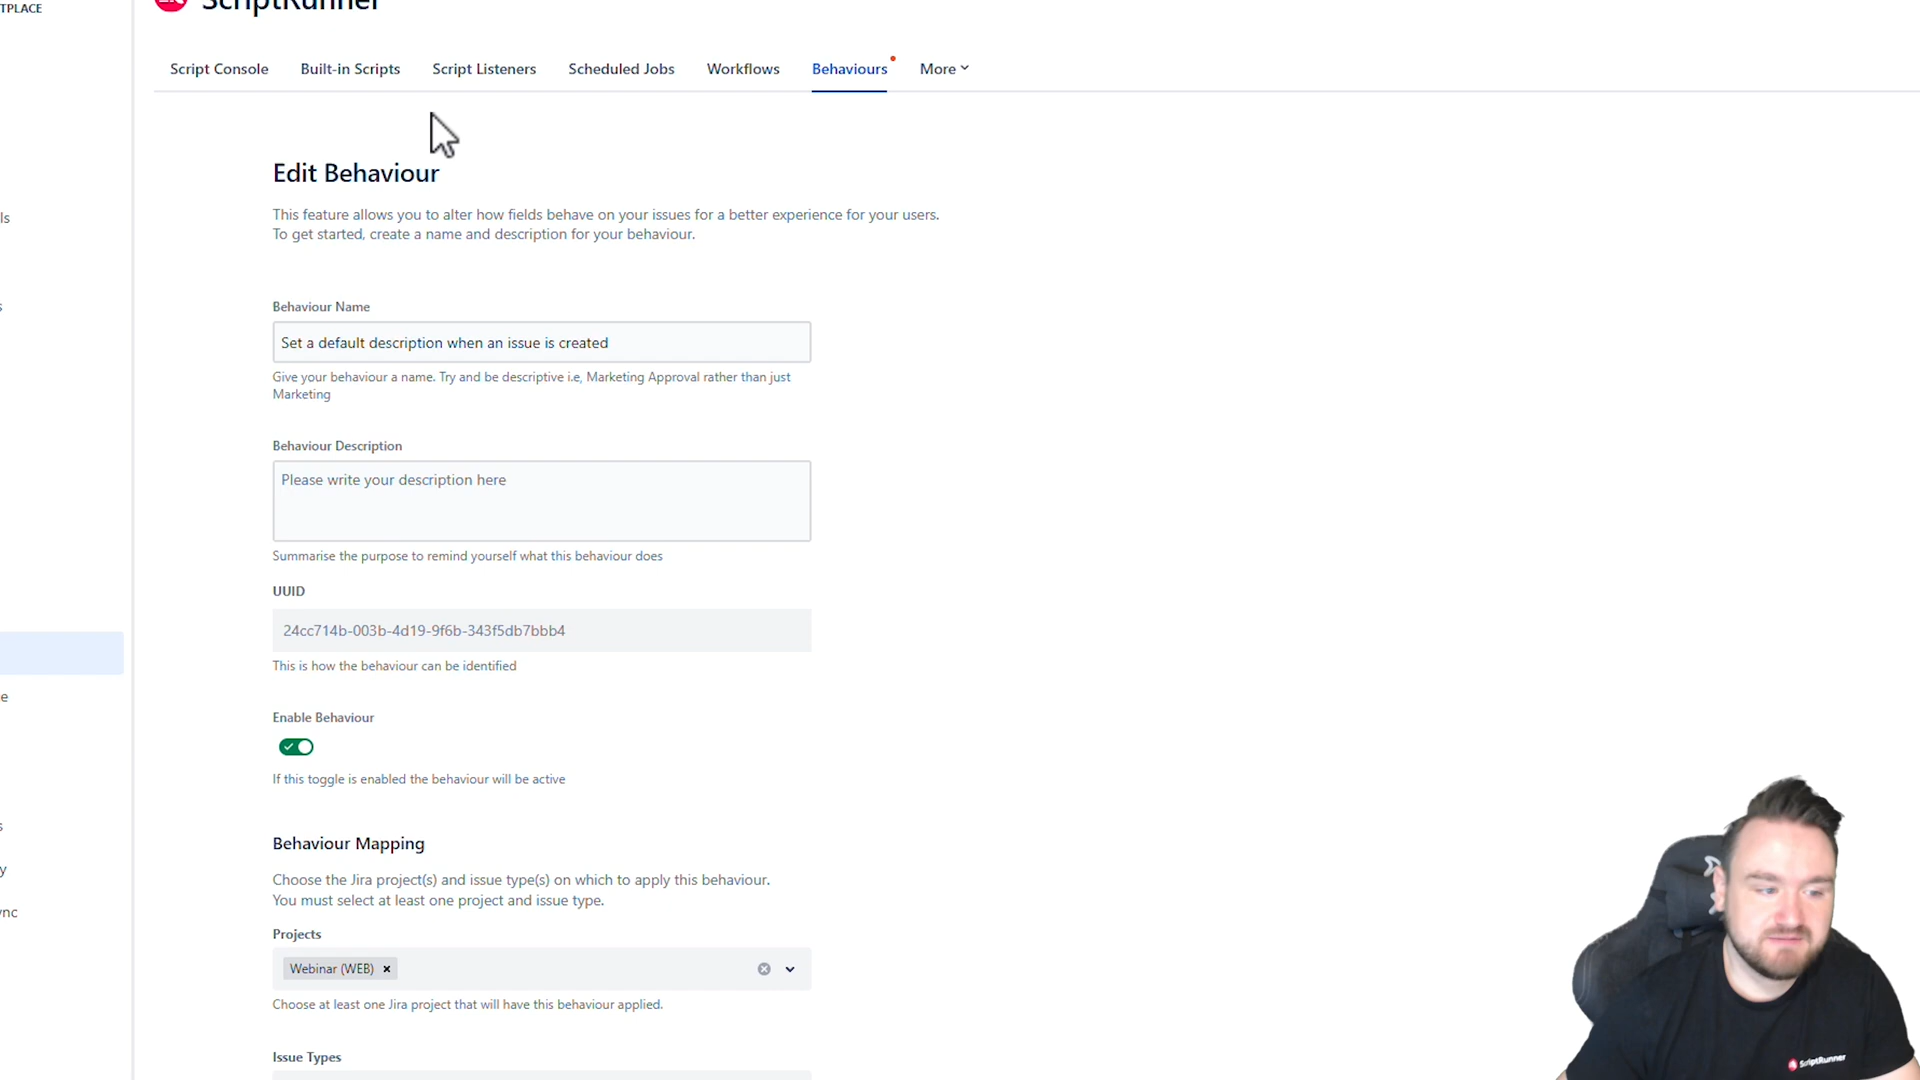 TPLACE
ScriptRunner
Script Console
Built-in Scripts
Script Listeners
Scheduled Jobs
Workflows
Behaviours
More
Edit Behaviour
This feature allows you to alter how fields behave on your issues for a better experience for your users.
To get started, create a name and description for your behaviour.
Behaviour Name
Set a default description when an issue is created
Give your behaviour a name. Try and be descriptive i.e, Marketing Approval rather than just
Marketing
Behaviour Description
Please write your description here
Summarise the purpose to remind yourself what this behaviour does
UUID
24cc714b-003b-4d19-9f6b-343f5db7bbb4
This is how the behaviour can be identified
Enable Behaviour
If this toggle is enabled the behaviour will be active
Behaviour Mapping
Choose the Jira project(s) and issue type(s) on which to apply this behaviour.
You must select at least one project and issue type.
Projects
Webinar (WEB)
Choose at least one Jira project that will have this behaviour applied.
Issue Types
ls
s
e
s
y
ync
ScriptRunner